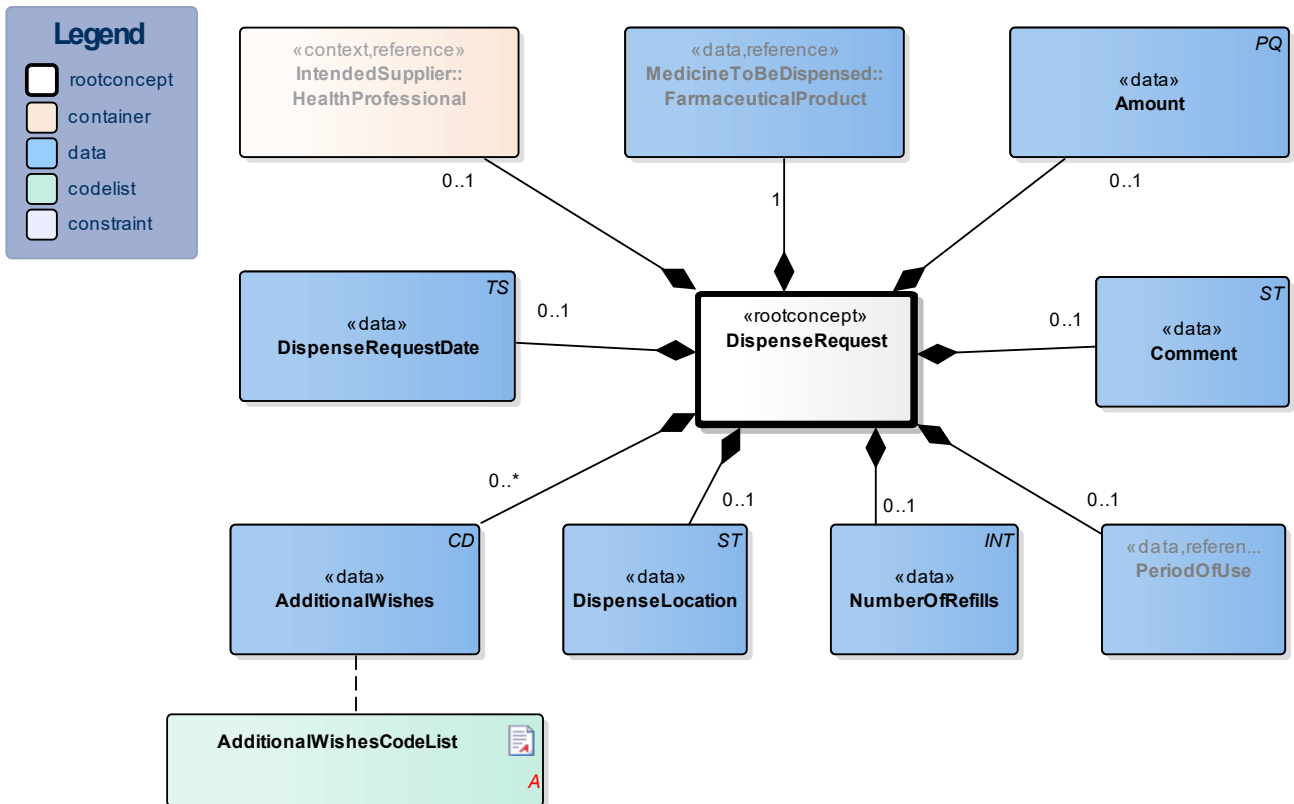 Legend
rootconcept
container
data
codelist
constraint
«context,reference»
IntendedSupplier::
HealthProfessional
0..1
«data,reference»
MedicineToBeDispensed::
FarmaceuticalProduct
1
PQ
«data»
Amount
0..1
TS
«data»
DispenseRequestDate
0..1
«rootconcept»
DispenseRequest
ST
«data»
Comment
0..1
0..*
CD
«data»
AdditionalWishes
0..1
ST
«data»
DispenseLocation
0..1
INT
«data»
NumberOfRefills
0..1
«data,referen...
PeriodOfUse
AdditionalWishesCodeList
A